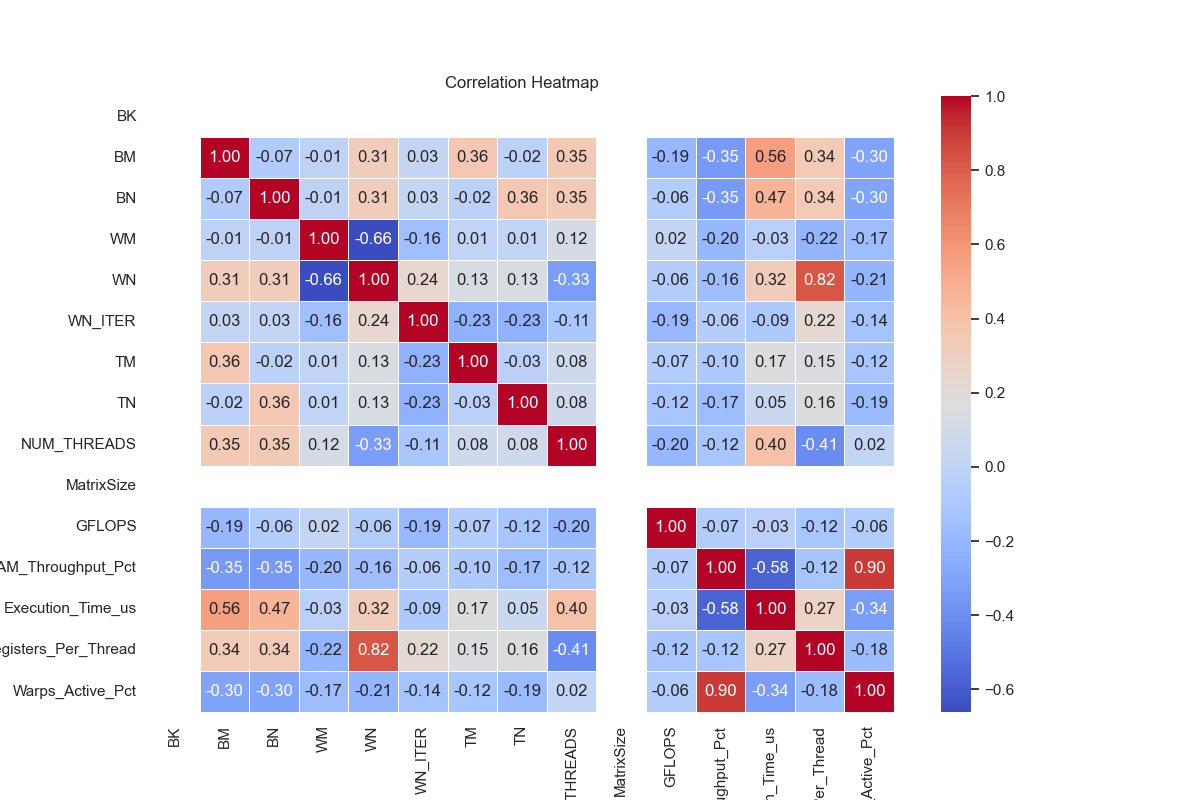 Correlation Heatmap
BK
BM 1.00 -0.07 -0.01 0.31 0.03 0.36 -0.02 0.35 -0.19 -0.35 0.56 0.34 -0.30
BN -0.07 1.00 -0.01 0.31 0.03 -0.02 0.36 0.35 -0.06 -0.35 0.47 0.34 -0.30
WM -0.01 -0.01 1.00 -0.66 -0.16 0.01 0.01 0.12 0.02 -0.20 -0.03 -0.22 -0.17
WN 0.31 0.31 -0.66 1.00 0.24 0.13 0.13 -0.33 -0.06 -0.16 0.32 0.82 -0.21
WN_ITER 0.03 0.03 -0.16 0.24 1.00 -0.23 -0.23 -0.11 -0.19 -0.06 -0.09 0.22 -0.14
TM 0.36 -0.02 0.01 0.13 -0.23 1.00 -0.03 0.08 -0.07 -0.10 0.17 0.15 -0.12
TN -0.02 0.36 0.01 0.13 -0.23 -0.03 1.00 0.08 -0.12 -0.17 0.05 0.16 -0.19
NUM_THREADS 0.35 0.35 0.12 -0.33 -0.11 0.08 0.08 1.00 -0.20 -0.12 0.40 -0.41 0.02
MatrixSize
GFLOPS -0.19 -0.06 0.02 -0.06 -0.19 -0.07 -0.12 -0.20 1.00 -0.07 -0.03 -0.12 -0.06
AM_Throughput_Pct -0.35 -0.35 -0.20 -0.16 -0.06 -0.10 -0.17 -0.12 -0.07 1.00 -0.58 -0.12 0.90
Execution_Time_us 0.56 0.47 -0.03 0.32 -0.09 0.17 0.05 0.40 -0.03 -0.58 1.00 0.27 -0.34
egisters_Per_Thread 0.34 0.34 -0.22 0.82 0.22 0.15 0.16 -0.41 -0.12 -0.12 0.27 1.00 -0.18
Warps_Active_Pct -0.30 -0.30 -0.17 -0.21 -0.14 -0.12 -0.19 0.02 -0.06 0.90 -0.34 -0.18 1.00
BK
BM
BN
WM
WN
WN_ITER
TM
TN
THREADS
MatrixSize
GFLOPS
ughput_Pct
n_Time_us
Per_Thread
_Active_Pct
1.0
0.8
0.6
0.4
0.2
0.0
−0.2
−0.4
−0.6